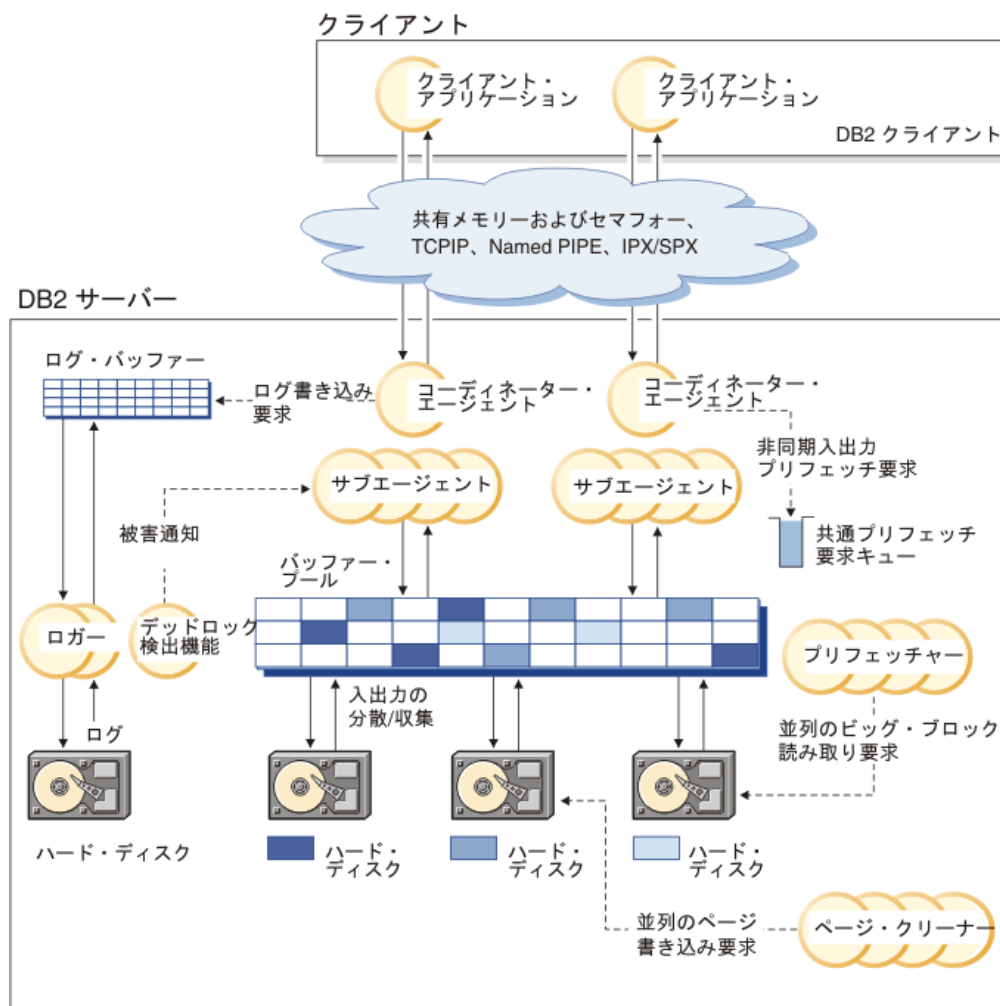 クライアント
クライアント・
アプリケーション
クライアント・
アプリケーション
DB2 クライアント
共有メモリーおよびセマフォー、
TCPIP、Named PIPE、IPX/SPX
DB2 サーバー
ログ・バッファー
ログ書き込み
要求
コーディネーター・
エージェント
コーディネーター・
エージェント
非同期入出力
プリフェッチ要求
サブエージェント
サブエージェント
被害通知
共通プリフェッチ
要求キュー
バッファー・
プール
ロガー
デッドロック
検出機能
プリフェッチャー
入出力の
分散/収集
ログ
並列のビッグ・ブロック
読み取り要求
ハード・ディスク
ハード・
ディスク
ハード・
ディスク
ハード・
ディスク
並列のページ
書き込み要求
ページ・クリーナー